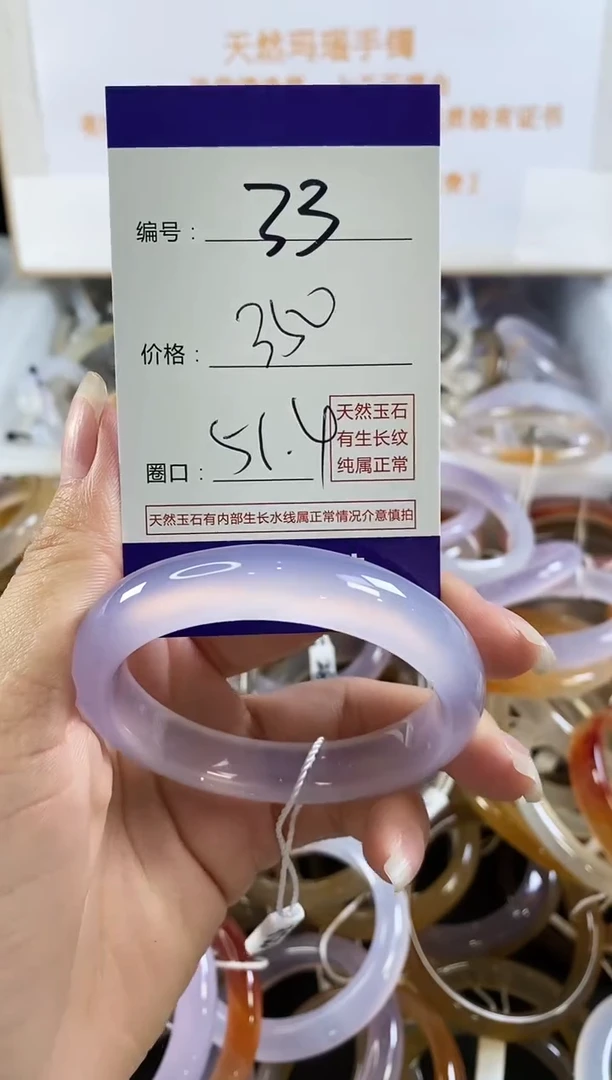 天然玛瑙手镯
编号：33
价格：350
圈口：51.4
天然玉石
有生长纹
纯属正常
天然玉石有内部生长水线属正常情况介意慎拍